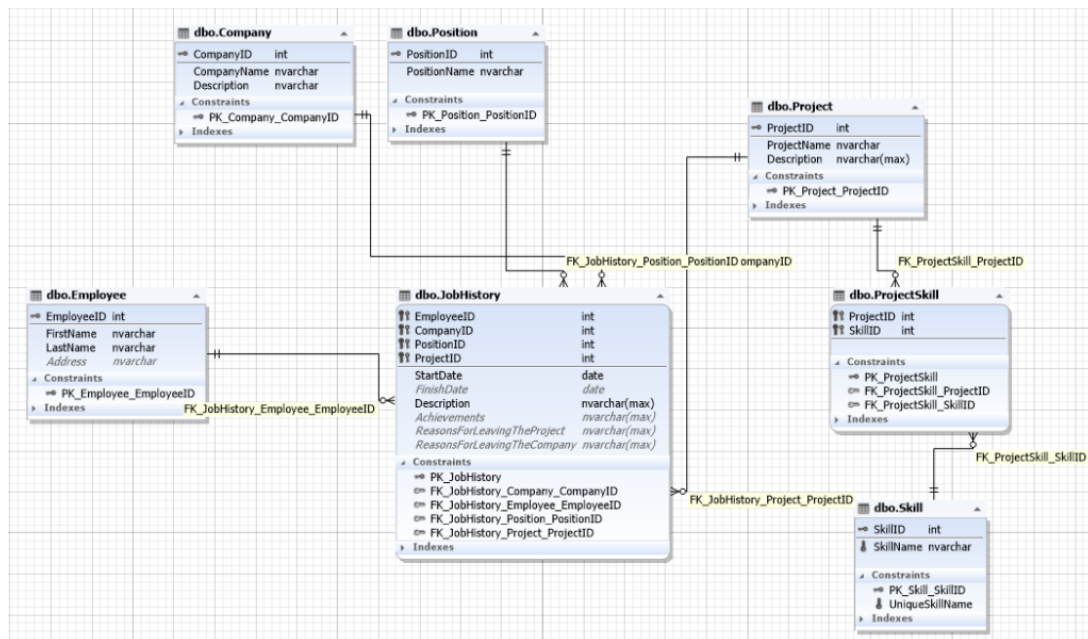 dbo.Company
CompanyID int
CompanyName nvarchar
Description nvarchar
Constraints
PK_Company_CompanyID
Indexes
dbo.Position
PositionID int
PositionName nvarchar
Constraints
PK_Position_PositionID
Indexes
dbo.Project
ProjectID int
ProjectName nvarchar
Description nvarchar(max)
Constraints
PK_Project_ProjectID
Indexes
FK_JobHistory_Position_PositionID ompanyID
FK_ProjectSkill_ProjectID
dbo.Employee
EmployeeID int
FirstName nvarchar
LastName nvarchar
Address nvarchar
Constraints
PK_Employee_EmployeeID
Indexes
FK_JobHistory_Employee_EmployeeID
dbo.JobHistory
EmployeeID int
CompanyID int
PositionID int
ProjectID int
StartDate date
FinishDate date
Description nvarchar(max)
Achievements nvarchar(max)
ReasonsForLeavingTheProject nvarchar(max)
ReasonsForLeavingTheCompany nvarchar(max)
Constraints
PK_JobHistory
FK_JobHistory_Company_CompanyID
FK_JobHistory_Employee_EmployeeID
FK_JobHistory_Position_PositionID
FK_JobHistory_Project_ProjectID
Indexes
FK_JobHistory_Project_ProjectID
dbo.ProjectSkill
ProjectID int
SkillID int
Constraints
PK_ProjectSkill
FK_ProjectSkill_ProjectID
FK_ProjectSkill_SkillID
Indexes
FK_ProjectSkill_SkillID
dbo.Skill
SkillID int
SkillName nvarchar
Constraints
PK_Skill_SkillID
UniqueSkillName
Indexes